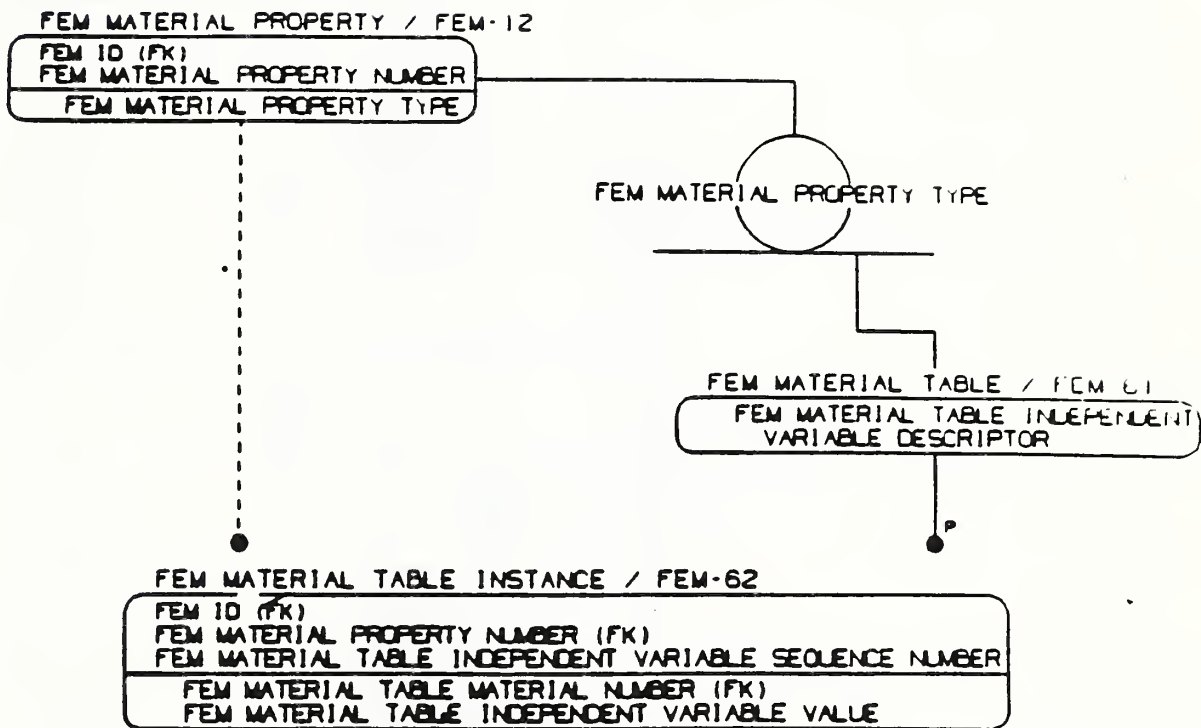 FEM MATERIAL PROPERTY / FEM-12
FEM ID (FK)
FEM MATERIAL PROPERTY NUMBER
FEM MATERIAL PROPERTY TYPE
FEM MATERIAL PROPERTY TYPE
FEM MATERIAL TABLE / FEM 61
FEM MATERIAL TABLE INDEPENDENT
VARIABLE DESCRIPTOR
P
FEM MATERIAL TABLE INSTANCE / FEM-62
FEM ID (FK)
FEM MATERIAL PROPERTY NUMBER (FK)
FEM MATERIAL TABLE INDEPENDENT VARIABLE SEQUENCE NUMBER
FEM MATERIAL TABLE MATERIAL NUMBER (FK)
FEM MATERIAL TABLE INDEPENDENT VARIABLE VALUE